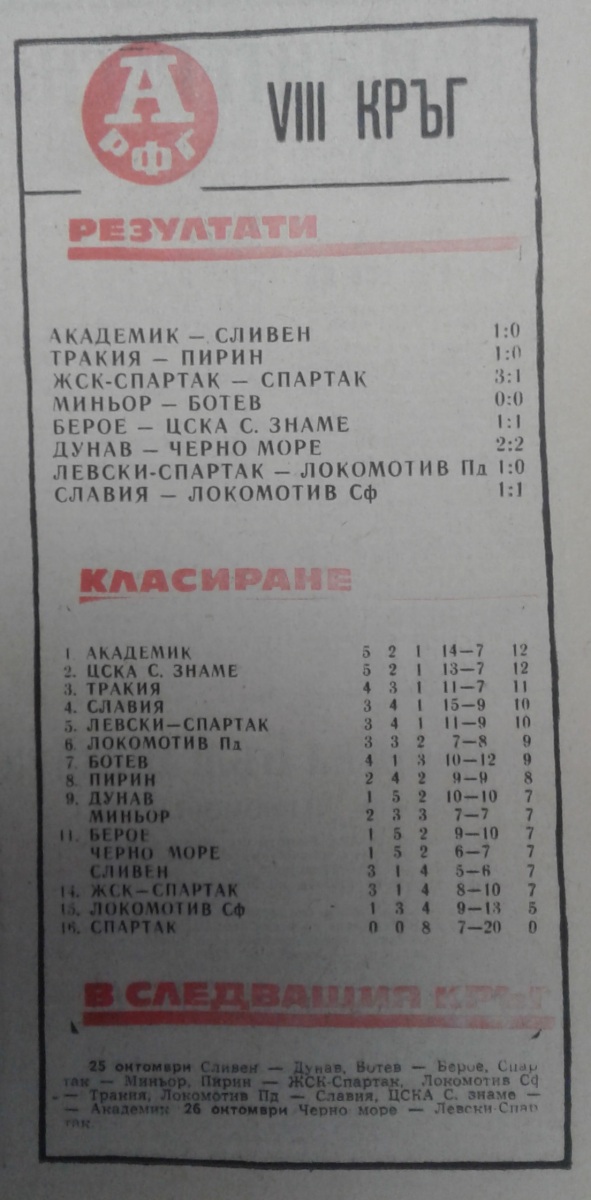 А
РФГ
VIII КРЪГ
РЕЗУЛТАТИ
АКАДЕМИК — СЛИВЕН 1:0
ТРАКИЯ — ПИРИН 1:0
ЖСК-СПАРТАК — СПАРТАК 3:1
МИНЬОР — БОТЕВ 0:0
БЕРОЕ — ЦСКА С. ЗНАМЕ 1:1
ДУНАВ — ЧЕРНО МОРЕ 2:2
ЛЕВСКИ-СПАРТАК — ЛОКОМОТИВ Пд 1:0
СЛАВИЯ — ЛОКОМОТИВ Сф 1:1
КЛАСИРАНЕ
1. АКАДЕМИК 5 2 1 14—7 12
2. ЦСКА С. ЗНАМЕ 5 2 1 13—7 12
3. ТРАКИЯ 4 3 1 11—7 11
4. СЛАВИЯ 3 4 1 15—9 10
5. ЛЕВСКИ—СПАРТАК 3 4 1 11—9 10
6. ЛОКОМОТИВ Пд 3 3 2 7—8 9
7. БОТЕВ 4 1 3 10—12 9
8. ПИРИН 2 4 2 9—9 8
9. ДУНАВ 1 5 2 10—10 7
МИНЬОР 2 3 3 7—7 7
11. БЕРОЕ 1 5 2 9—10 7
ЧЕРНО МОРЕ 1 5 2 6—7 7
СЛИВЕН 3 1 4 5—6 7
14. ЖСК—СПАРТАК 3 1 4 8—10 7
15. ЛОКОМОТИВ Сф 1 3 4 9—13 5
16. СПАРТАК 0 0 8 7—20 0
В СЛЕДВАЩИЯ КРЪГ
25 октомври Сливен — Дунав, Ботев — Берое, Спар
так — Миньор, Пирин — ЖСК-Спартак, Локомотив Сф
— Тракия, Локомотив Пд — Славия, ЦСКА С. знаме —
— Академик 26 октомври Черно море — Левски-Спар
так.